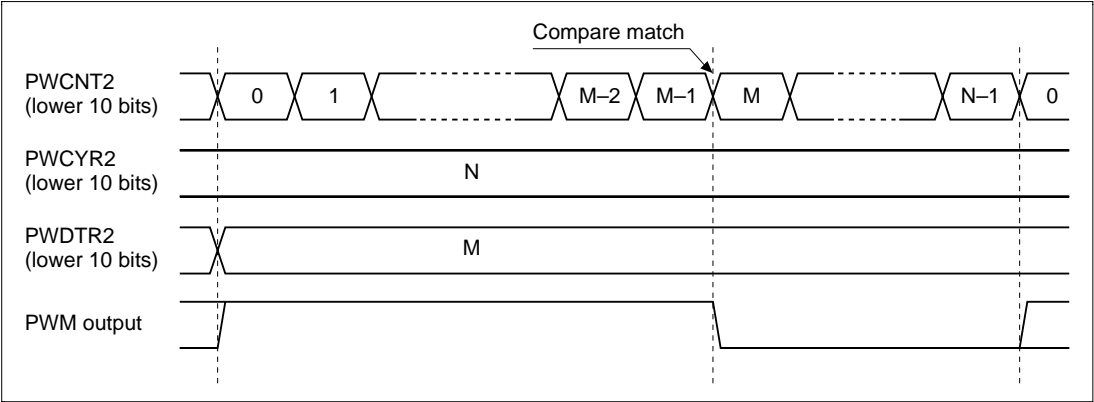 Compare match
PWCNT2
(lower 10 bits)
0 1 M–2 M–1 M N–1 0
PWCYR2
(lower 10 bits)
N
PWDTR2
(lower 10 bits)
M
PWM output